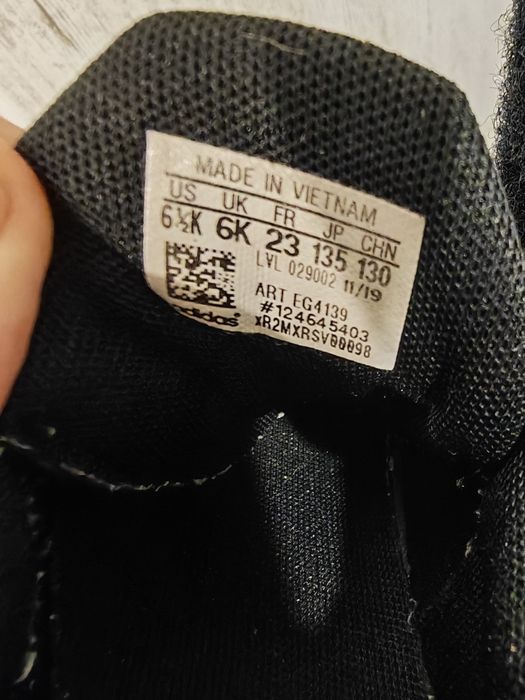 MADE IN VIETNAM
US UK FR JP CHN
6½K 6K 23 135 130
LVL 029002 11/19
ART EG4139
#124645403
adidas XR2MXRSV00098